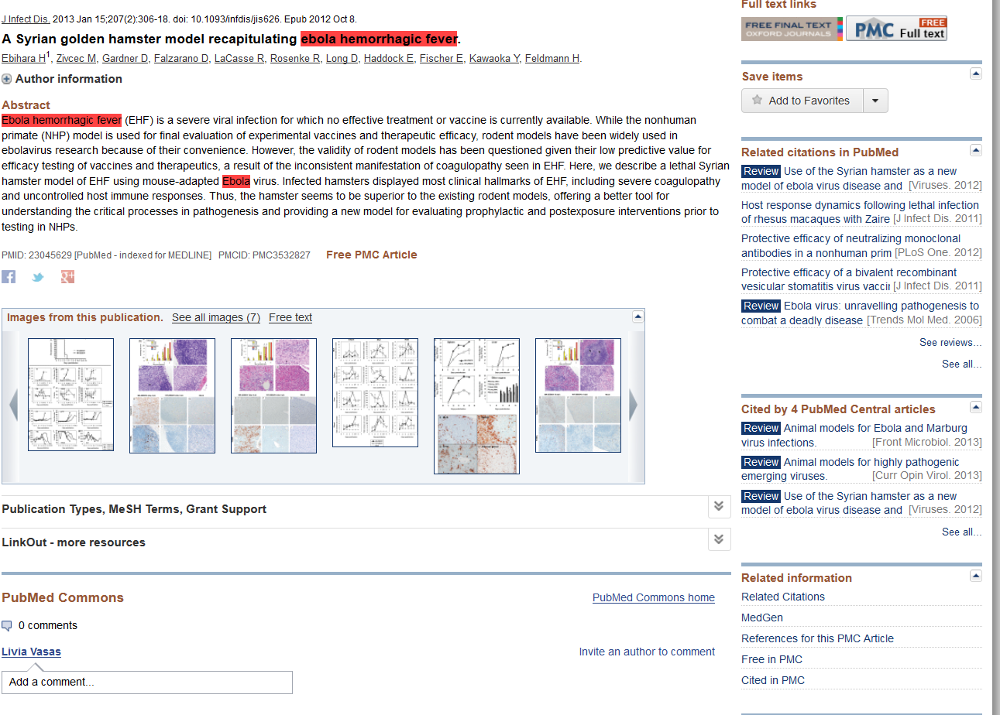 J Infect Dis. 2013 Jan 15;207(2):306-18. doi: 10.1093/infdis/jis626. Epub 2012 Oct 8.
A Syrian golden hamster model recapitulating ebola hemorrhagic fever.
Ebihara H1, Zivcec M, Gardner D, Falzarano D, LaCasse R, Rosenke R, Long D, Haddock E, Fischer E, Kawaoka Y, Feldmann H.
Author information
Abstract
Ebola hemorrhagic fever (EHF) is a severe viral infection for which no effective treatment or vaccine is currently available. While the nonhuman
primate (NHP) model is used for final evaluation of experimental vaccines and therapeutic efficacy, rodent models have been widely used in
ebolavirus research because of their convenience. However, the validity of rodent models has been questioned given their low predictive value for
efficacy testing of vaccines and therapeutics, a result of the inconsistent manifestation of coagulopathy seen in EHF. Here, we describe a lethal Syrian
hamster model of EHF using mouse-adapted Ebola virus. Infected hamsters displayed most clinical hallmarks of EHF, including severe coagulopathy
and uncontrolled host immune responses. Thus, the hamster seems to be superior to the existing rodent models, offering a better tool for
understanding the critical processes in pathogenesis and providing a new model for evaluating prophylactic and postexposure interventions prior to
testing in NHPs.
PMID: 23045629 [PubMed - indexed for MEDLINE] PMCID: PMC3532827 Free PMC Article
Images from this publication. See all images (7) Free text
Publication Types, MeSH Terms, Grant Support
LinkOut - more resources
PubMed Commons
PubMed Commons home
0 comments
Livia Vasas
Invite an author to comment
Add a comment...
Full text links
FREE FINAL TEXT
OXFORD JOURNALS
PMC FREE
Full text
Save items
Add to Favorites
Related citations in PubMed
Review Use of the Syrian hamster as a new
model of ebola virus disease and [Viruses. 2012]
Host response dynamics following lethal infection
of rhesus macaques with Zaire [J Infect Dis. 2011]
Protective efficacy of neutralizing monoclonal
antibodies in a nonhuman prim [PLoS One. 2012]
Protective efficacy of a bivalent recombinant
vesicular stomatitis virus vaccir [J Infect Dis. 2011]
Review Ebola virus: unravelling pathogenesis to
combat a deadly disease [Trends Mol Med. 2006]
See reviews...
See all...
Cited by 4 PubMed Central articles
Review Animal models for Ebola and Marburg
virus infections. [Front Microbiol. 2013]
Review Animal models for highly pathogenic
emerging viruses. [Curr Opin Virol. 2013]
Review Use of the Syrian hamster as a new
model of ebola virus disease and [Viruses. 2012]
See all...
Related information
Related Citations
MedGen
References for this PMC Article
Free in PMC
Cited in PMC